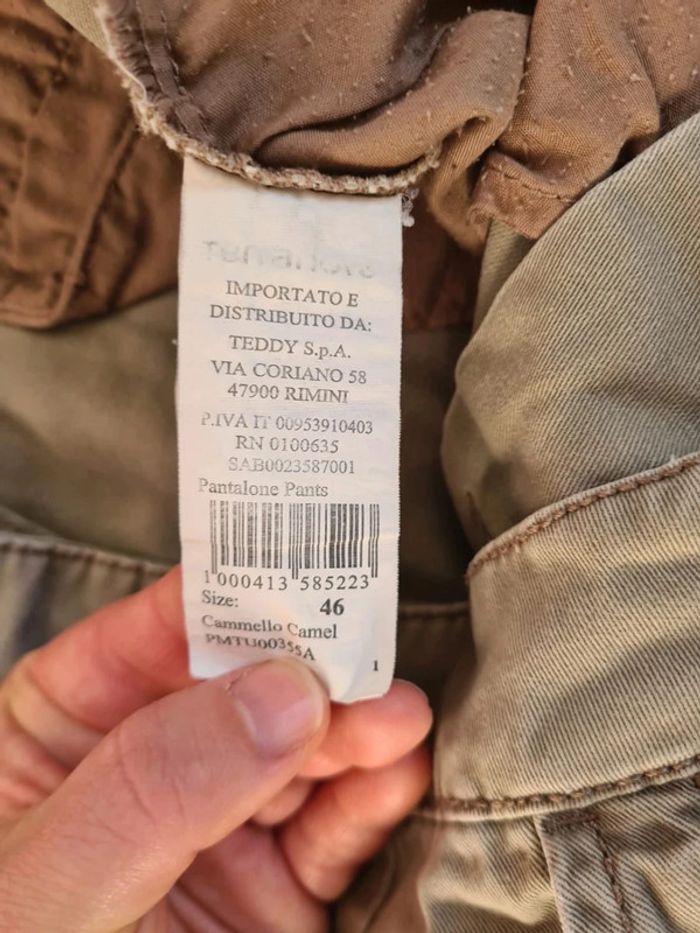 IMPORTATO E
DISTRIBUITO DA:
TEDDY S.p.A.
VIA CORIANO 58
47900 RIMINI
P.IVA IT 00953910403
RN 0100635
SAB0023587001
Pantalone Pants
1 000413 585223
Size: 46
Cammello Camel
PMTU00355A
1